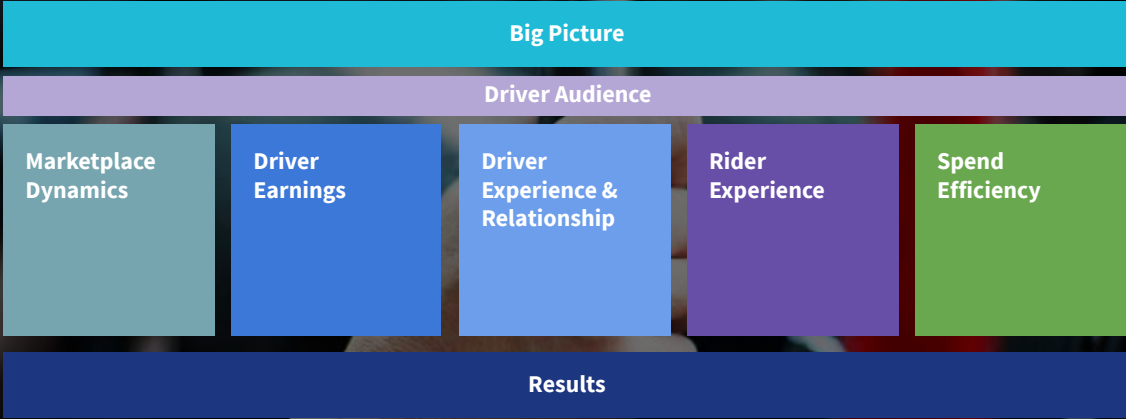 Big Picture
Driver Audience
Marketplace
Dynamics
Driver
Earnings
Driver
Experience &
Relationship
Rider
Experience
Spend
Efficiency
Results